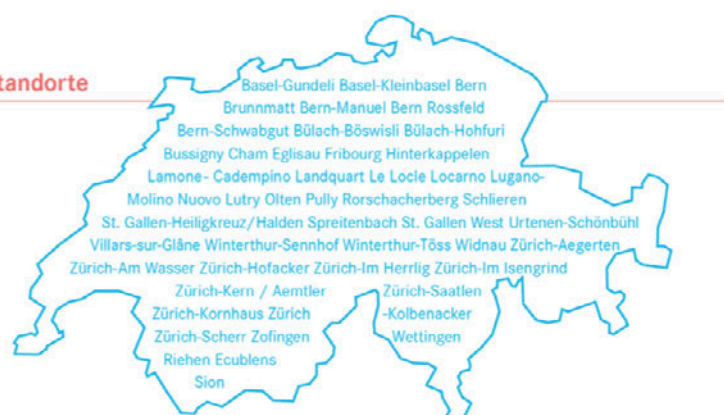 tandorte
Basel-Gundeli Basel-Kleinbasel Bern
Brunnmatt Bern-Manuel Bern Rossfeld
Bern-Schwabgut Bülach-Böswisli Bülach-Hohfuri
Bussigny Cham Eglisau Fribourg Hinterkappelen
Lamone- Cadempino Landquart Le Locle Locarno Lugano-
Molino Nuovo Lutry Olten Pully Rorschacherberg Schlieren
St. Gallen-Heiligkreuz/Halden Spreitenbach St. Gallen West Urtenen-Schönbühl
Villars-sur-Glâne Winterthur-Sennhof Winterthur-Töss Widnau Zürich-Aegerten
Zürich-Am Wasser Zürich-Hofacker Zürich-Im Herrlig Zürich-Im Isengrind
Zürich-Kern / Aemtler Zürich-Saatlen
Zürich-Kornhaus Zürich -Kolbenacker
Zürich-Scherr Zofingen Wettingen
Riehen Ecublens
Sion